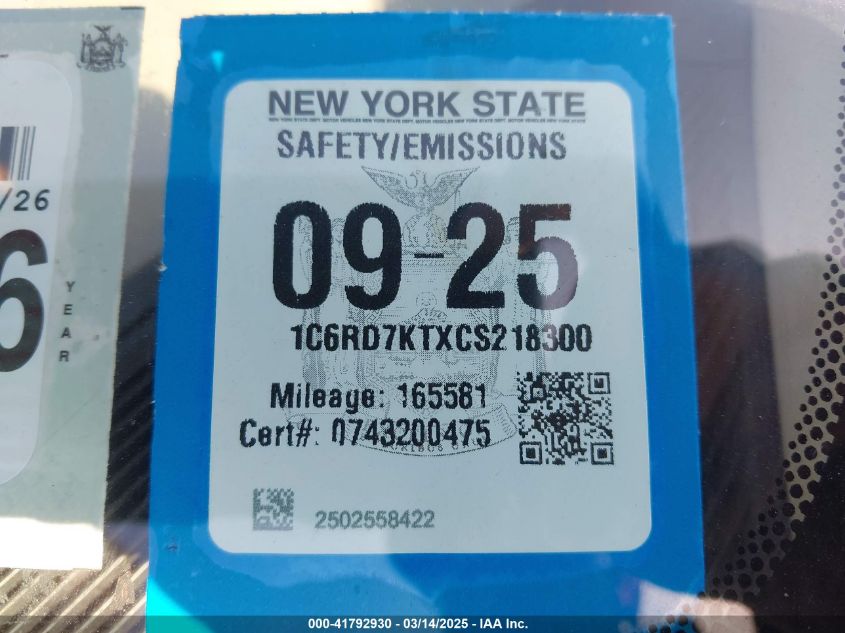 NEW YORK STATE
SAFETY/EMISSIONS
09-25
1C6RD7KTXCS218300
Mileage: 165581
Cert#: 0743200475
2502558422
/26
6
YEAR
000-41792930 - 03/14/2025 - IAA Inc.